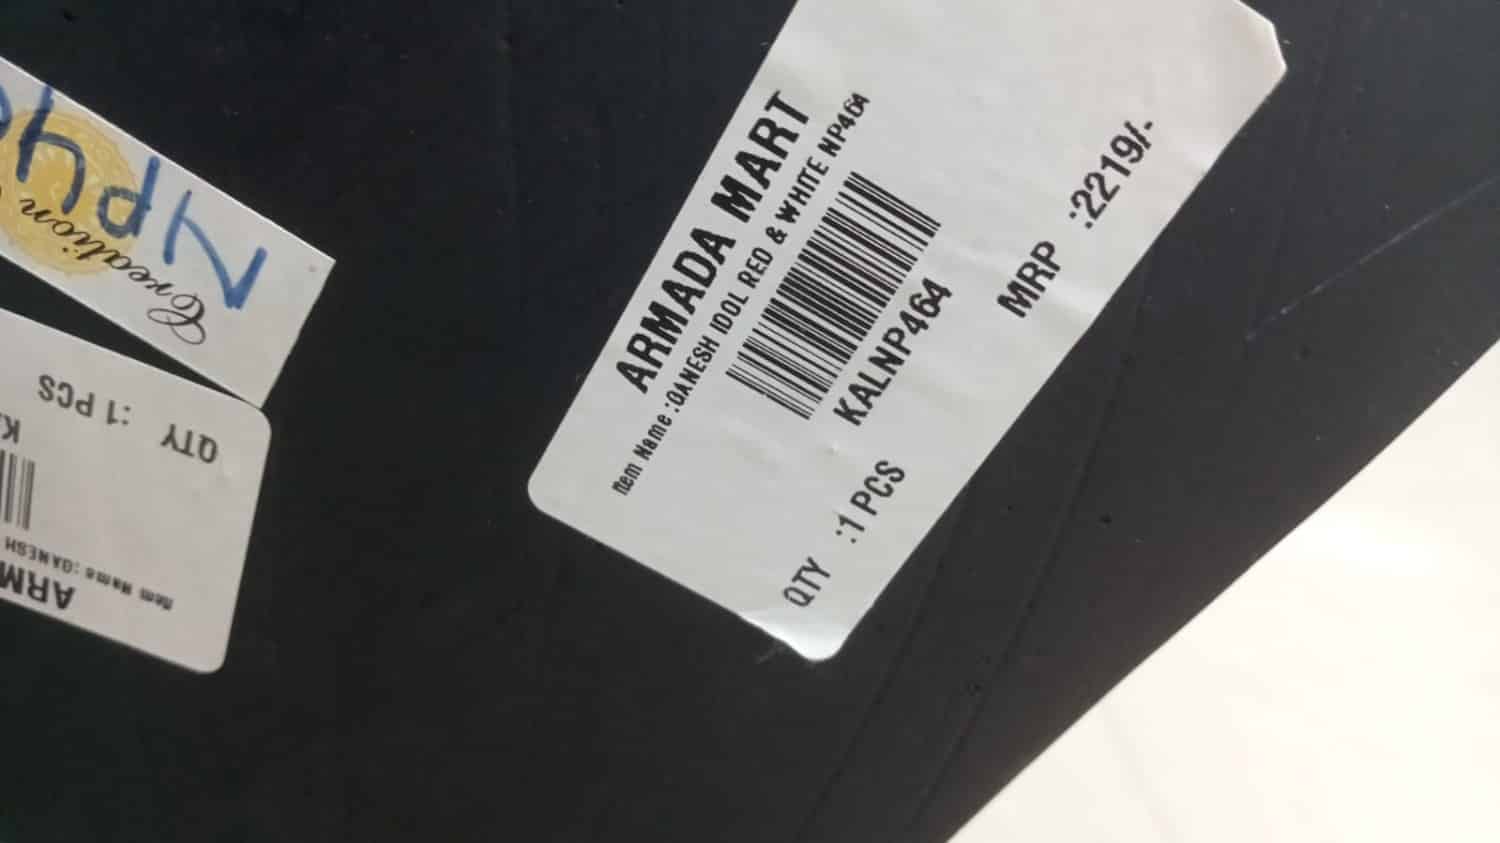 ARMADA MART
Item Name :GANESH IDOL RED & WHITE NP464
KALNP464
QTY :1 PCS
MRP :2219/-
Creation
NP4
QTY :1 PCS
Item Name :GANESH
ARM